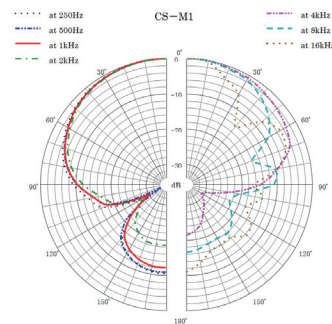 CS-M1
at 250Hz
at 500Hz
at 1kHz
at 2kHz
at 4kHz
at 8kHz
at 16kHz
0°
0
30°
30°
-10
60°
60°
-20
-30
90°
dB
90°
120°
120°
150°
150°
180°